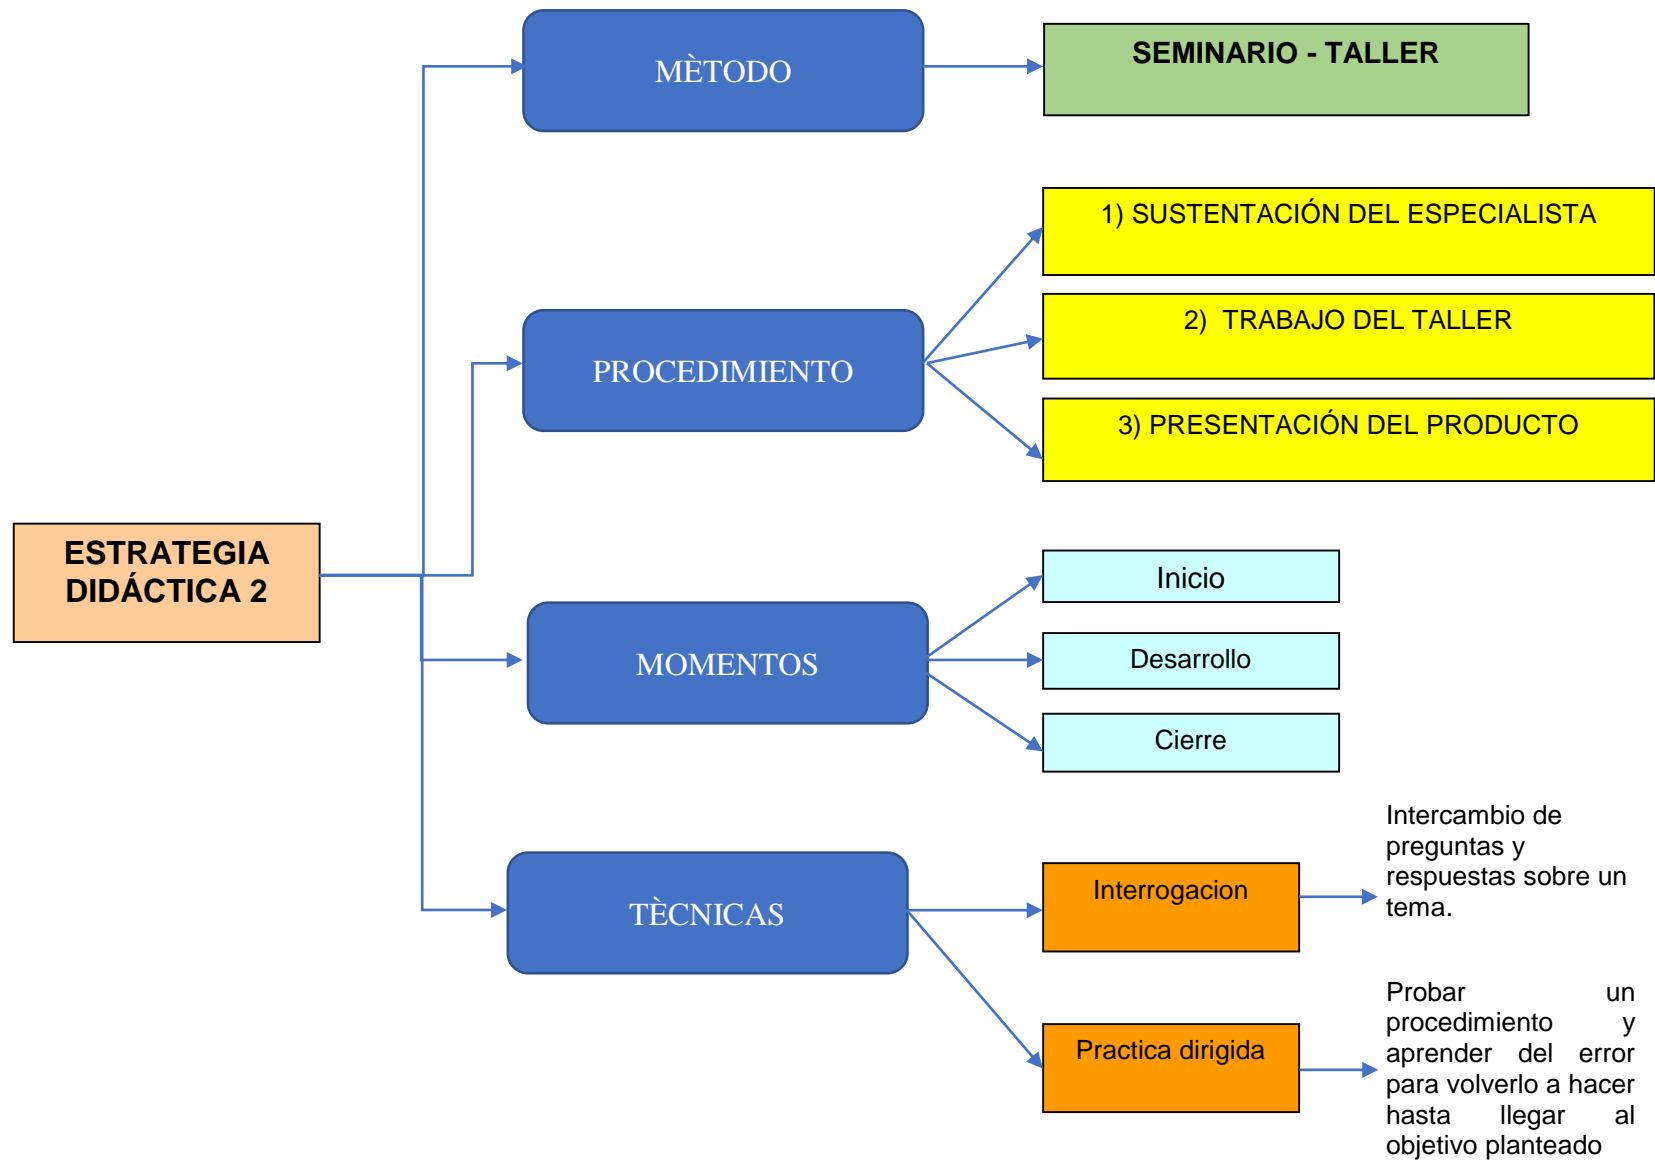 MÈTODO
SEMINARIO - TALLER
PROCEDIMIENTO
1) SUSTENTACIÓN DEL ESPECIALISTA
2) TRABAJO DEL TALLER
3) PRESENTACIÓN DEL PRODUCTO
ESTRATEGIA
DIDÁCTICA 2
MOMENTOS
Inicio
Desarrollo
Cierre
TÈCNICAS
Interrogacion
Intercambio de
preguntas y
respuestas sobre un
tema.
Practica dirigida
Probar un
procedimiento y
aprender del error
para volverlo a hacer
hasta llegar al
objetivo planteado